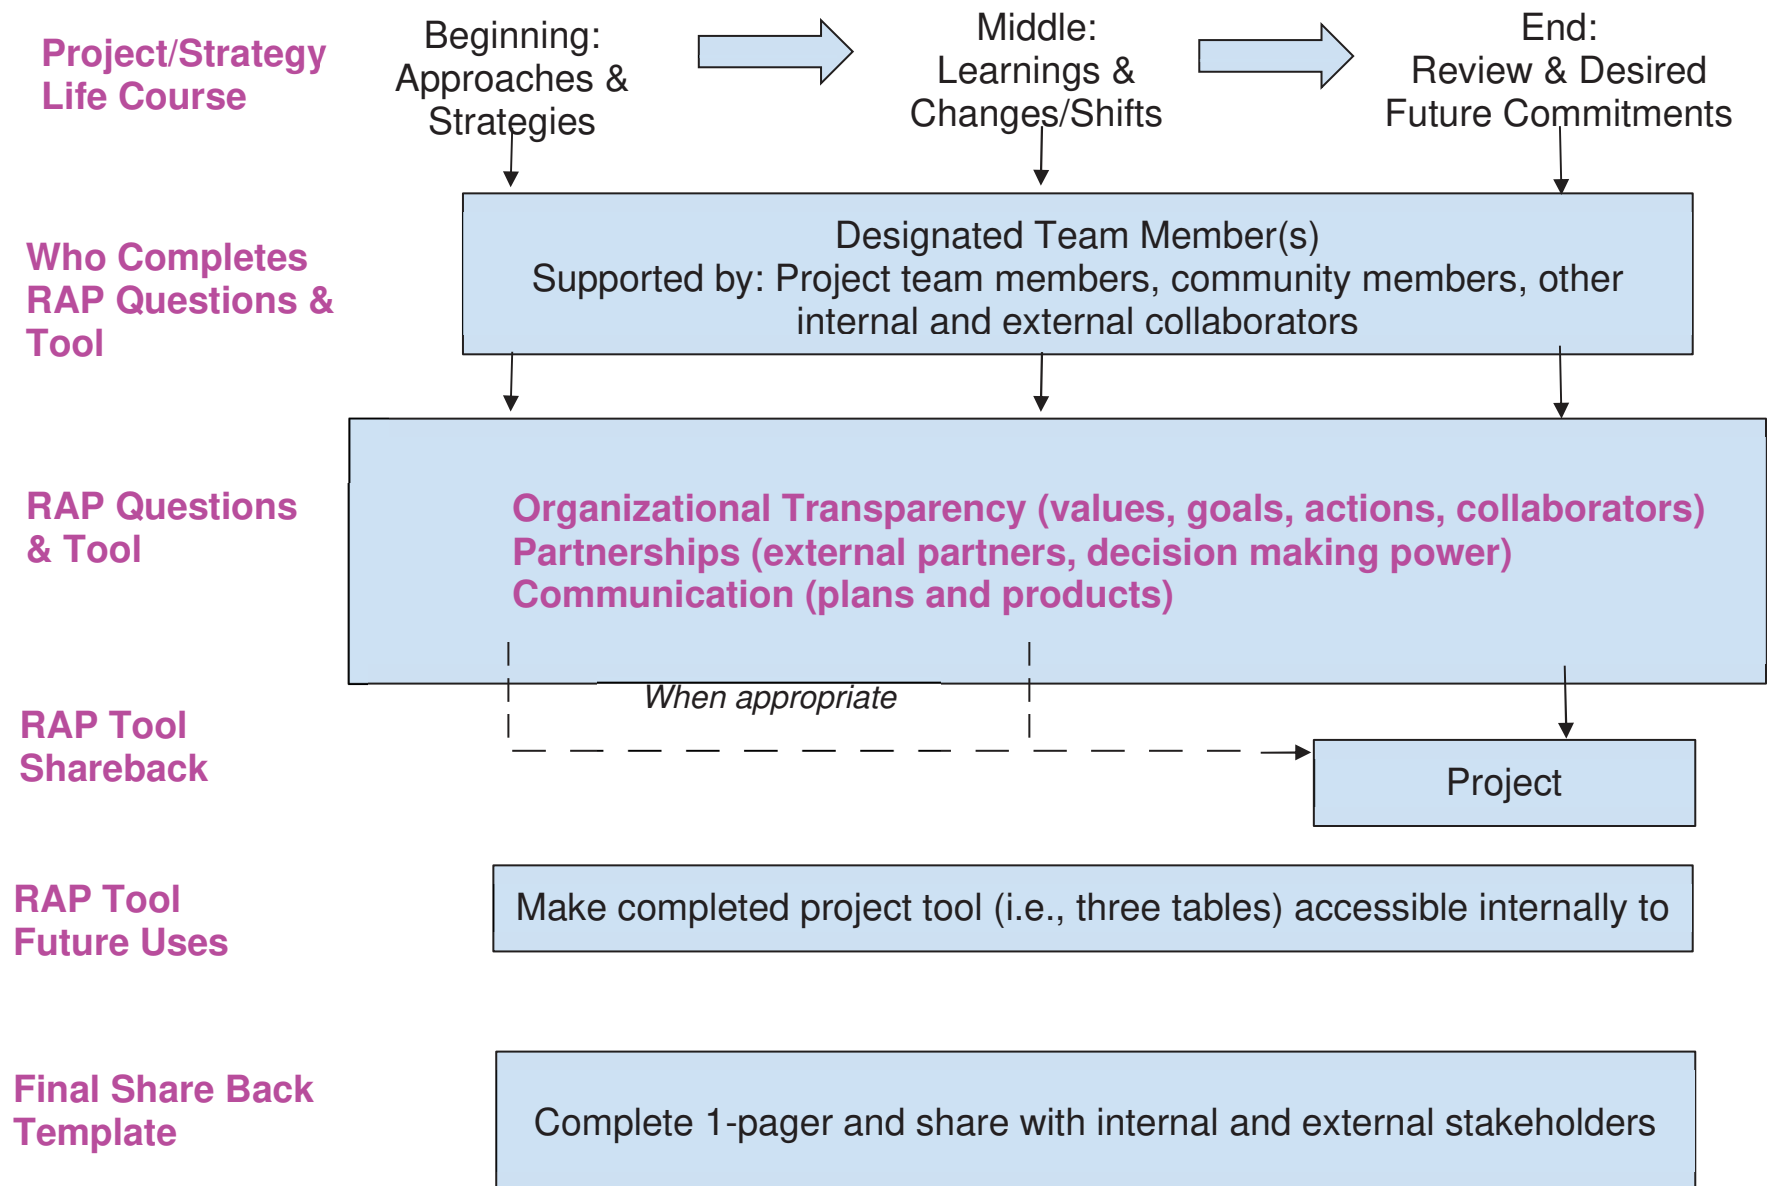 Project/Strategy
Life Course
Beginning:
Approaches &
Strategies
Middle:
Learnings &
Changes/Shifts
End:
Review & Desired
Future Commitments
Who Completes
RAP Questions &
Tool
Designated Team Member(s)
Supported by: Project team members, community members, other
internal and external collaborators
RAP Questions
& Tool
Organizational Transparency (values, goals, actions, collaborators)
Partnerships (external partners, decision making power)
Communication (plans and products)
When appropriate
RAP Tool
Shareback
Project
RAP Tool
Future Uses
Make completed project tool (i.e., three tables) accessible internally to
Final Share Back
Template
Complete 1-pager and share with internal and external stakeholders